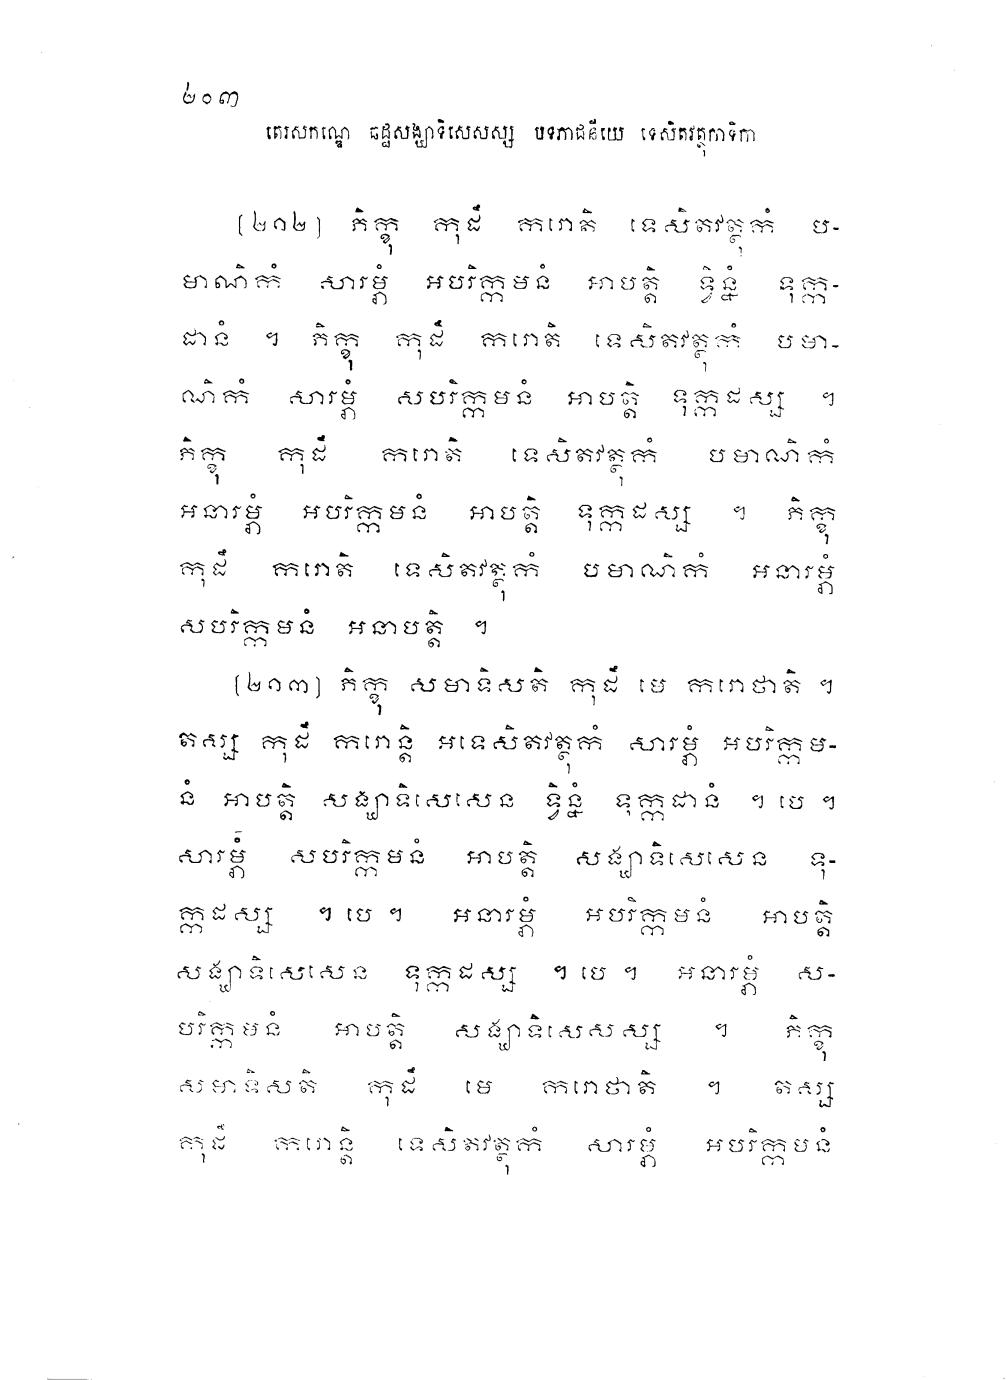 ២០៣
តេរសកណ្ឌេ ឆដ្ឋសង្ឃាទិសេសស្ស បទភាជនីយេ ទេសិតវត្ថុកាទិកា
(២៣២) ភិក្ខុ កុដឹ ករោតិ ទេសិតវត្ថុកំ ប-
មាណិកំ សារម្ភំ អបរិក្កមនំ អាបត្តិ ទ្វិន្នំ ទុក្ក-
ដានំ ។ ភិក្ខុ កុដឹ ករោតិ ទេសិតវត្ថុកំ បមា-
ណិកំ សារម្ភំ សបរិក្កមនំ អាបត្តិ ទុក្កដស្ស ។
ភិក្ខុ កុដឹ ករោតិ ទេសិតវត្ថុកំ បមាណិកំ
អនារម្ភំ អបរិក្កមនំ អាបត្តិ ទុក្កដស្ស ។ ភិក្ខុ
កុដឹ ករោតិ ទេសិតវត្ថុកំ បមាណិកំ អនារម្ភំ
សបរិក្កមនំ អនាបត្តិ ។
(២៣៣) ភិក្ខុ សមាទិសតិ កុដឹ មេ ករោថាតិ ។
តស្ស កុដឹ ករោន្តិ អទេសិតវត្ថុកំ សារម្ភំ អបរិក្កម-
នំ អាបត្តិ សង្ឃាទិសេសេន ទ្វិន្នំ ទុក្កដានំ ។ បេ ។
សារម្ភំ សបរិក្កមនំ អាបត្តិ សង្ឃាទិសេសេន ទុ-
ក្កដស្ស ។ បេ ។ អនារម្ភំ អបរិក្កមនំ អាបត្តិ
សង្ឃាទិសេសេន ទុក្កដស្ស ។ បេ ។ អនារម្ភំ ស-
បរិក្កមនំ អាបត្តិ សង្ឃាទិសេសស្ស ។ ភិក្ខុ
សមាទិសតិ កុដឹ មេ ករោថាតិ ។ តស្ស
កុដឹ ករោន្តិ ទេសិតវត្ថុកំ សារម្ភំ អបរិក្កបនំ